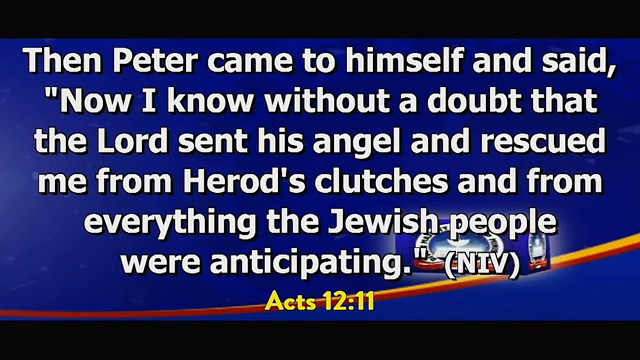 Then Peter came to himself and said,
"Now I know without a doubt that
the Lord sent his angel and rescued
me from Herod's clutches and from
everything the Jewish people
were anticipating." (NIV)
Acts 12:11